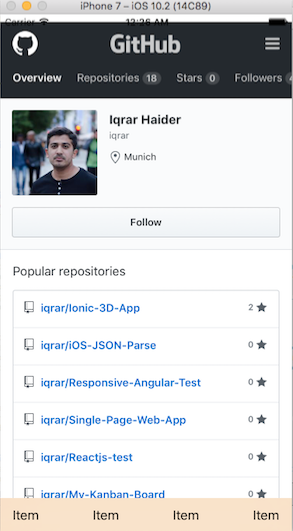 iPhone 7 – iOS 10.2 (14C89)
Carrier 12:26 AM
GitHub
Overview Repositories 18 Stars 0 Followers
Iqrar Haider
iqrar
Munich
Follow
Popular repositories
iqrar/Ionic-3D-App 2
iqrar/iOS-JSON-Parse 0
iqrar/Responsive-Angular-Test 0
iqrar/Single-Page-Web-App 0
iqrar/Reactjs-test 0
iqrar/My-Kanban-Board 0
Item Item Item Item